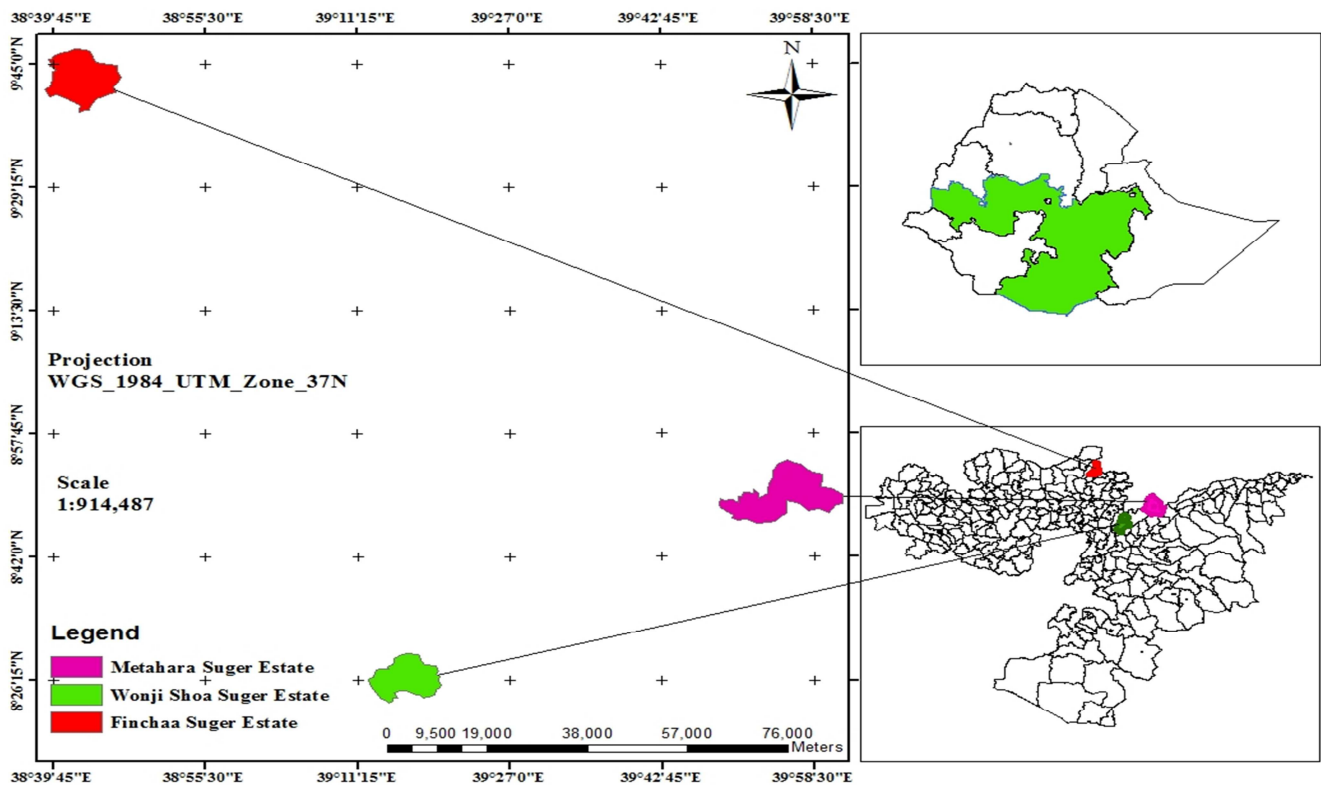 38°39'45"E 38°55'30"E 39°11'15"E 39°27'0"E 39°42'45"E 39°58'30"E
N
9°45'0"N
9°29'15"N
9°13'30"N
Projection
WGS_1984_UTM_Zone_37N
8°57'45"N
Scale
1:914,487
8°42'0"N
Legend
Metahara Suger Estate
Wonji Shoa Suger Estate
Finchaa Suger Estate
8°26'15"N
0 9,500 19,000 38,000 57,000 76,000
Meters
38°39'45"E 38°55'30"E 39°11'15"E 39°27'0"E 39°42'45"E 39°58'30"E